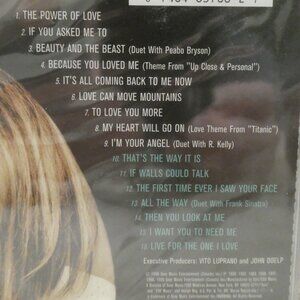 1. THE POWER OF LOVE
2. IF YOU ASKED ME TO
3. BEAUTY AND THE BEAST (Duet With Peabo Bryson)
4. BECAUSE YOU LOVED ME (Theme From "Up Close & Personal")
5. IT'S ALL COMING BACK TO ME NOW
6. LOVE CAN MOVE MOUNTAINS
7. TO LOVE YOU MORE
8. MY HEART WILL GO ON (Love Theme From "Titanic")
9. I'M YOUR ANGEL (Duet With R. Kelly)
10. THAT'S THE WAY IT IS
11. IF WALLS COULD TALK
12. THE FIRST TIME EVER I SAW YOUR FACE
13. ALL THE WAY (Duet With Frank Sinatra)
14. THEN YOU LOOK AT ME
15. I WANT YOU TO NEED ME
16. LIVE FOR THE ONE I LOVE
Executive Producers: VITO LUPRANO and JOHN DOELP